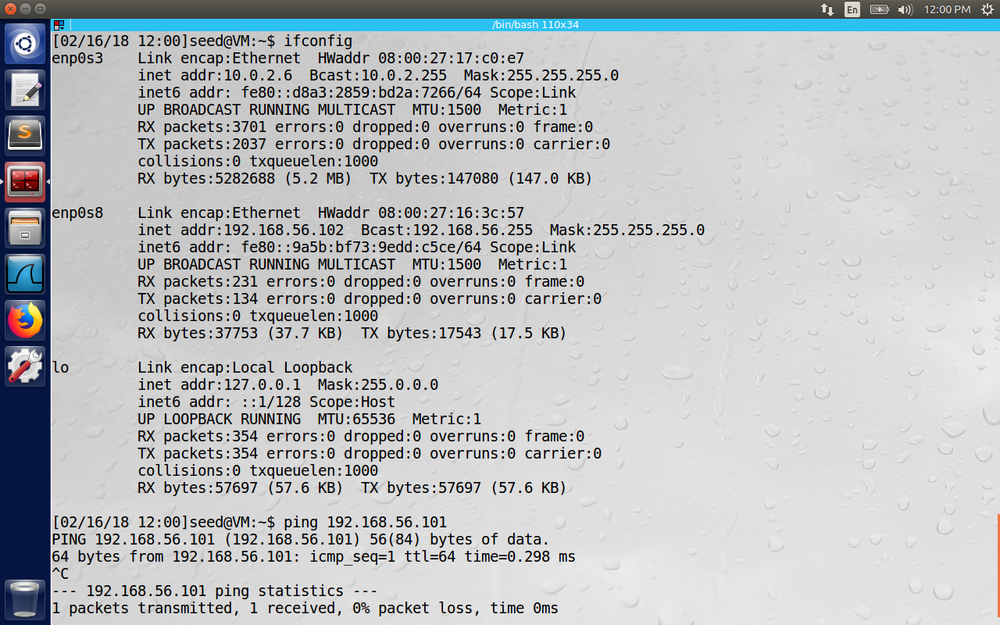 En 12:00 PM
/bin/bash 110x34
[02/16/18 12:00]seed@VM:~$ ifconfig
enp0s3    Link encap:Ethernet  HWaddr 08:00:27:17:c0:e7
          inet addr:10.0.2.6  Bcast:10.0.2.255  Mask:255.255.255.0
          inet6 addr: fe80::d8a3:2859:bd2a:7266/64 Scope:Link
          UP BROADCAST RUNNING MULTICAST  MTU:1500  Metric:1
          RX packets:3701 errors:0 dropped:0 overruns:0 frame:0
          TX packets:2037 errors:0 dropped:0 overruns:0 carrier:0
          collisions:0 txqueuelen:1000
          RX bytes:5282688 (5.2 MB)  TX bytes:147080 (147.0 KB)

enp0s8    Link encap:Ethernet  HWaddr 08:00:27:16:3c:57
          inet addr:192.168.56.102  Bcast:192.168.56.255  Mask:255.255.255.0
          inet6 addr: fe80::9a5b:bf73:9edd:c5ce/64 Scope:Link
          UP BROADCAST RUNNING MULTICAST  MTU:1500  Metric:1
          RX packets:231 errors:0 dropped:0 overruns:0 frame:0
          TX packets:134 errors:0 dropped:0 overruns:0 carrier:0
          collisions:0 txqueuelen:1000
          RX bytes:37753 (37.7 KB)  TX bytes:17543 (17.5 KB)

lo        Link encap:Local Loopback
          inet addr:127.0.0.1  Mask:255.0.0.0
          inet6 addr: ::1/128 Scope:Host
          UP LOOPBACK RUNNING  MTU:65536  Metric:1
          RX packets:354 errors:0 dropped:0 overruns:0 frame:0
          TX packets:354 errors:0 dropped:0 overruns:0 carrier:0
          collisions:0 txqueuelen:1000
          RX bytes:57697 (57.6 KB)  TX bytes:57697 (57.6 KB)

[02/16/18 12:00]seed@VM:~$ ping 192.168.56.101
PING 192.168.56.101 (192.168.56.101) 56(84) bytes of data.
64 bytes from 192.168.56.101: icmp_seq=1 ttl=64 time=0.298 ms
^C
--- 192.168.56.101 ping statistics ---
1 packets transmitted, 1 received, 0% packet loss, time 0ms